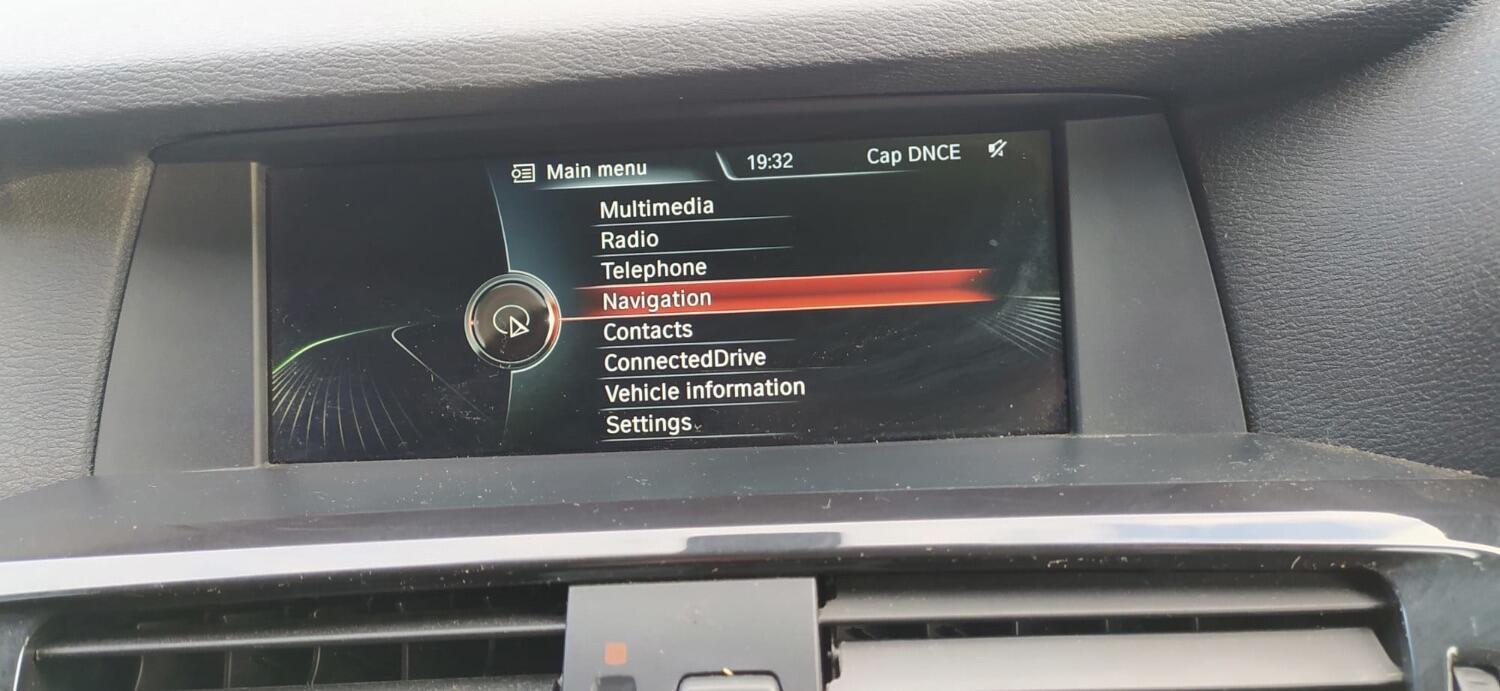 Main menu 19:32 Cap DNCE
Multimedia
Radio
Telephone
Navigation
Contacts
ConnectedDrive
Vehicle information
Settings